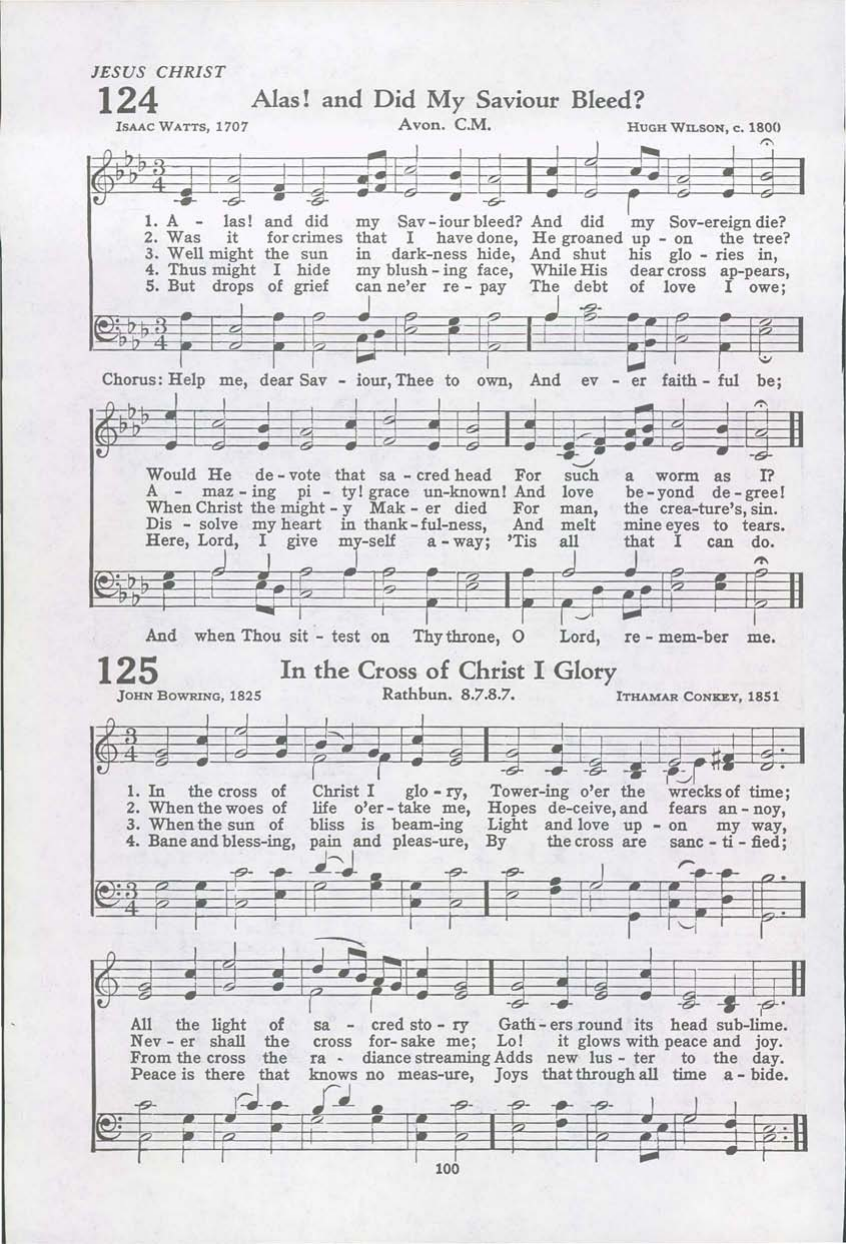 JESUS CHRIST
124 Alas! and Did My Saviour Bleed?
ISAAC WATTS, 1707 Avon. C.M. HUGH WILSON, c. 1800
3 4
1. A - las! and did my Sav - iour bleed? And did my Sov-ereign die?
2. Was it for crimes that I have done, He groaned up - on the tree?
3. Well might the sun in dark-ness hide, And shut his glo - ries in,
4. Thus might I hide my blush - ing face, While His dear cross ap-pears,
5. But drops of grief can ne'er re - pay The debt of love I owe;
3 4
Chorus: Help me, dear Sav - iour, Thee to own, And ev - er faith - ful be;
Would He de - vote that sa - cred head For such a worm as I?
A - maz - ing pi - ty! grace un-known! And love be - yond de - gree!
When Christ the might - y Mak - er died For man, the crea-ture's, sin.
Dis - solve my heart in thank - ful-ness, And melt mine eyes to tears.
Here, Lord, I give my-self a - way; 'Tis all that I can do.
And when Thou sit - test on Thy throne, O Lord, re - mem-ber me.
125 In the Cross of Christ I Glory
JOHN BOWRING, 1825 Rathbun. 8.7.8.7. ITHAMAR CONKEY, 1851
3 4
1. In the cross of Christ I glo - ry, Tower-ing o'er the wrecks of time;
2. When the woes of life o'er - take me, Hopes de-ceive, and fears an - noy,
3. When the sun of bliss is beam-ing Light and love up - on my way,
4. Bane and bless-ing, pain and pleas-ure, By the cross are sanc - ti - fied;
3 4
All the light of sa - cred sto - ry Gath - ers round its head sub-lime.
Nev - er shall the cross for- sake me; Lo! it glows with peace and joy.
From the cross the ra - diance streaming Adds new lus - ter to the day.
Peace is there that knows no meas-ure, Joys that through all time a - bide.
100